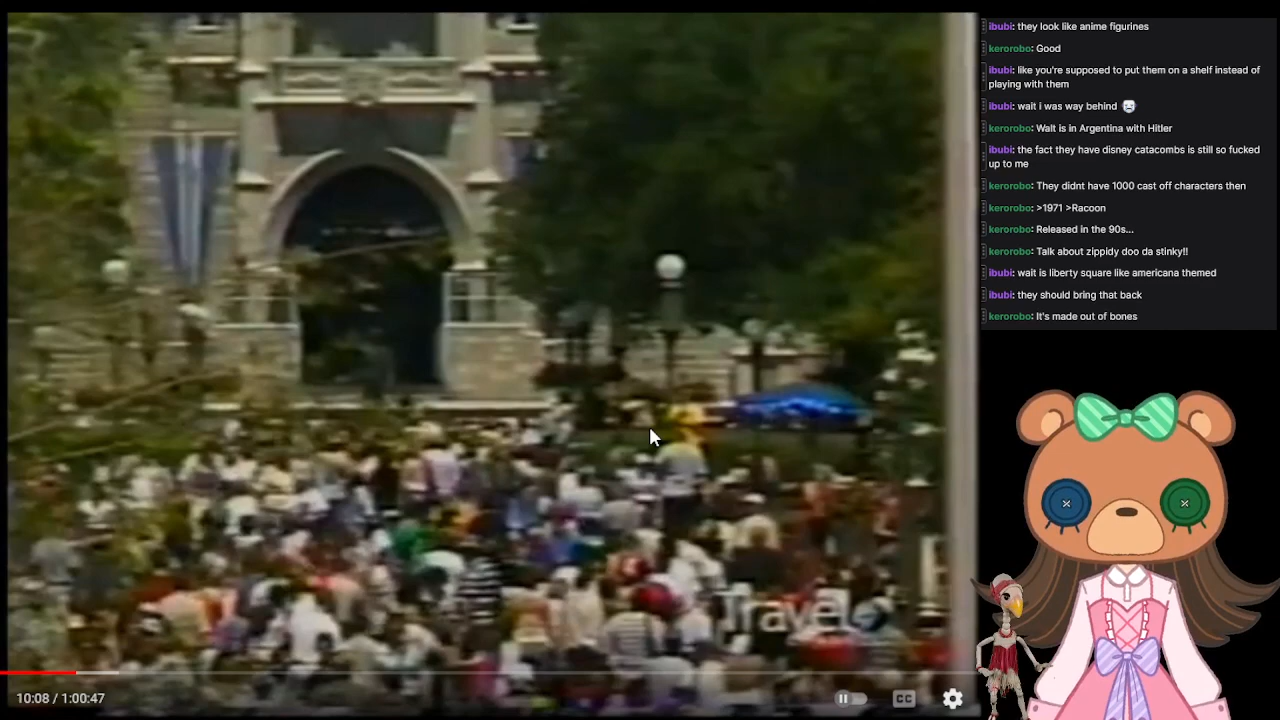 ibubi: they look like anime figurines
kerorobo: Good
ibubi: like you're supposed to put them on a shelf instead of
playing with them
ibubi: wait i was way behind
kerorobo: Walt is in Argentina with Hitler
ibubi: the fact they have disney catacombs is still so fucked
up to me
kerorobo: They didnt have 1000 cast off characters then
kerorobo: >1971 >Racoon
kerorobo: Released in the 90s...
kerorobo: Talk about zippidy doo da stinky!!
ibubi: wait is liberty square like americana themed
ibubi: they should bring that back
kerorobo: It's made out of bones
Travel
10:08 / 1:00:47
CC